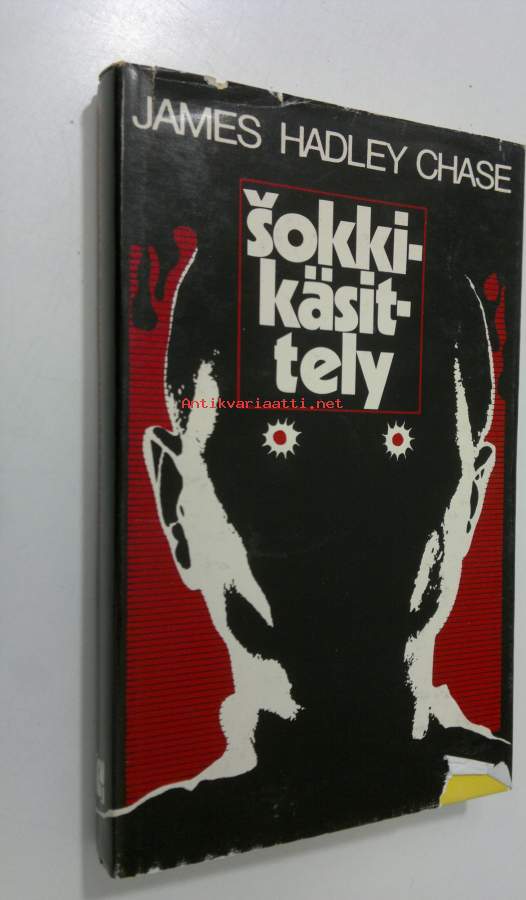 JAMES HADLEY CHASE
šokki-
käsit-
tely
Antikvariaatti.net